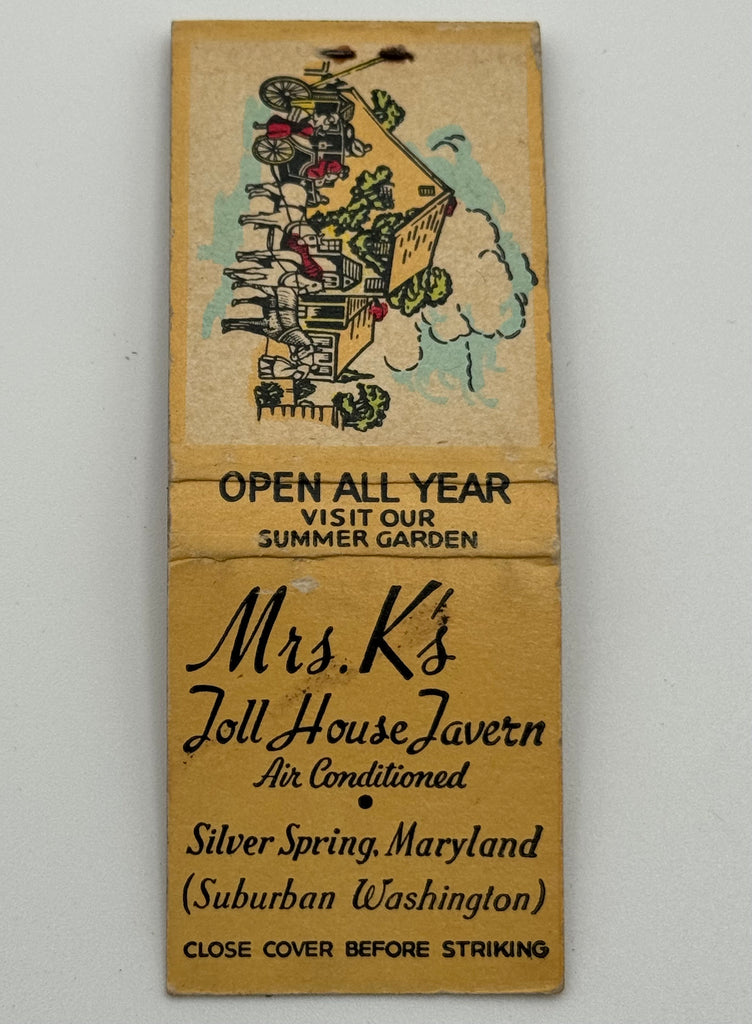 OPEN ALL YEAR
VISIT OUR
SUMMER GARDEN
Mrs. K's
Toll House Tavern
Air Conditioned
•
Silver Spring, Maryland
(Suburban Washington)
CLOSE COVER BEFORE STRIKING